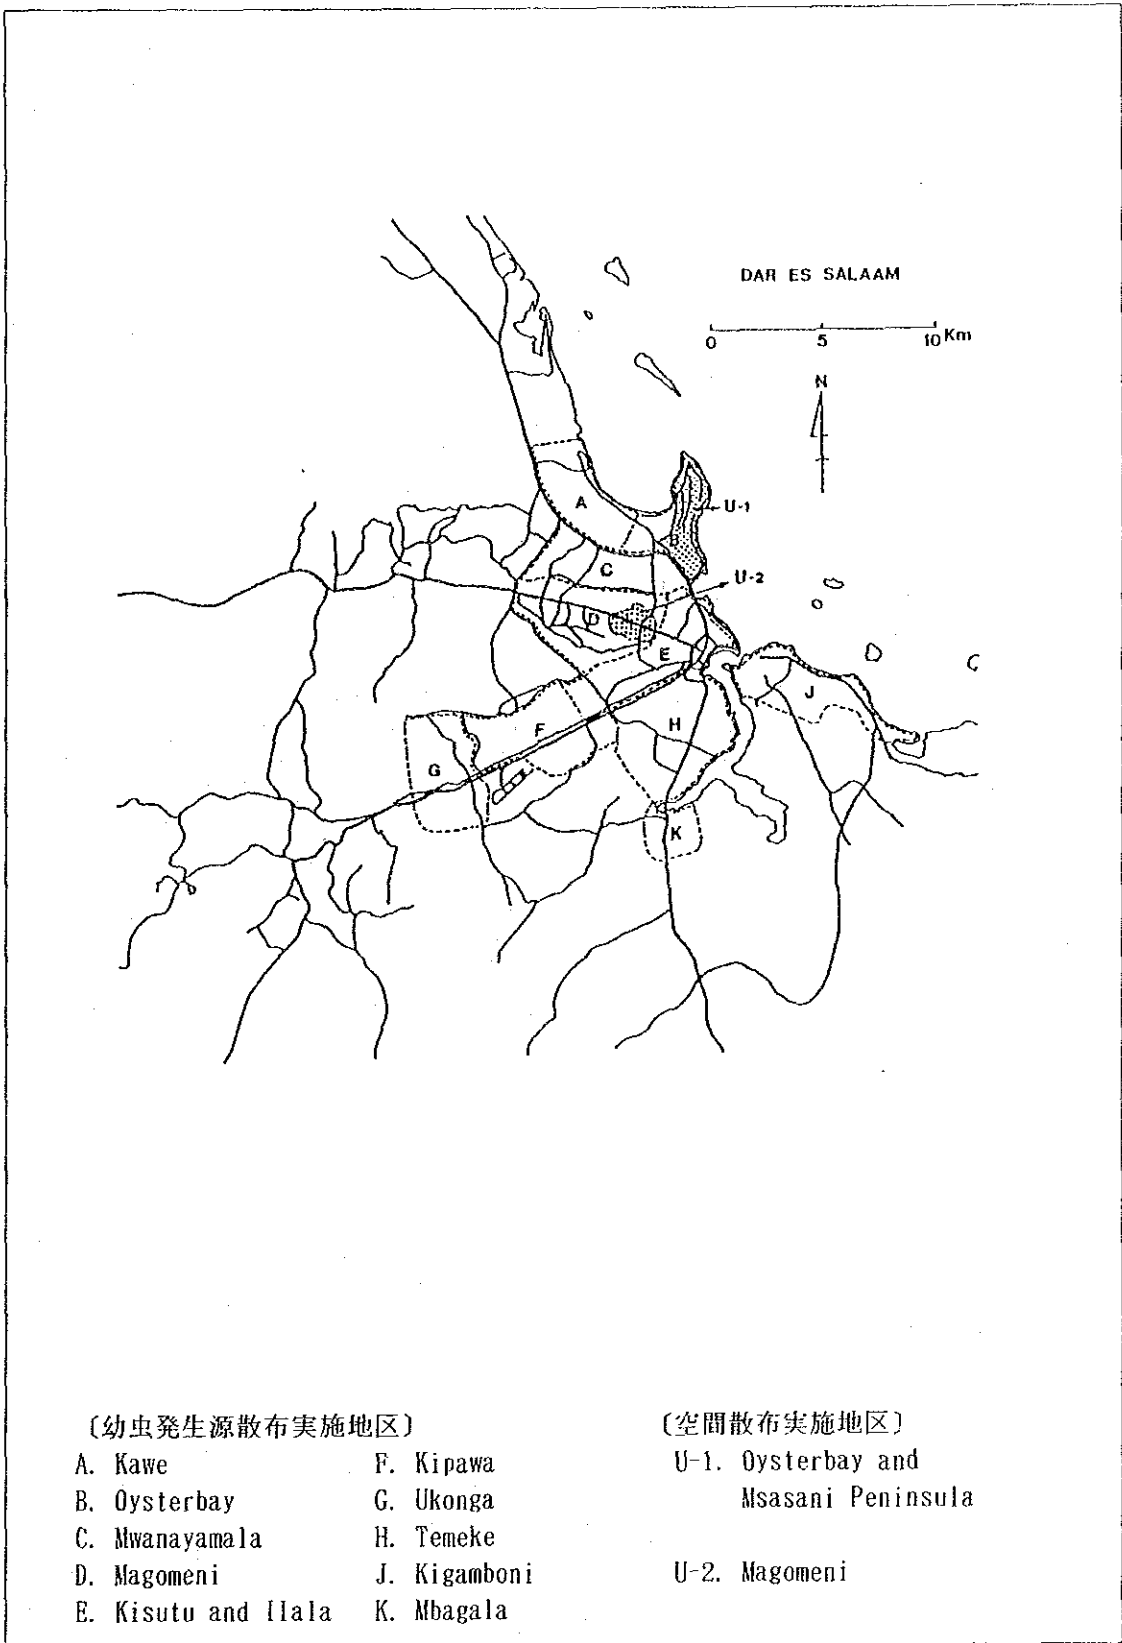 DAR ES SALAAM
0 5 10 Km
N
A
B
U-1
C
U-2
D
E
J
F
H
G
K
〔幼虫発生源散布実施地区〕
A. Kawe
B. Oysterbay
C. Mwanayamala
D. Magomeni
E. Kisutu and Ilala
F. Kipawa
G. Ukonga
H. Temeke
J. Kigamboni
K. Mbagala
〔空間散布実施地区〕
U-1. Oysterbay and
Msasani Peninsula
U-2. Magomeni